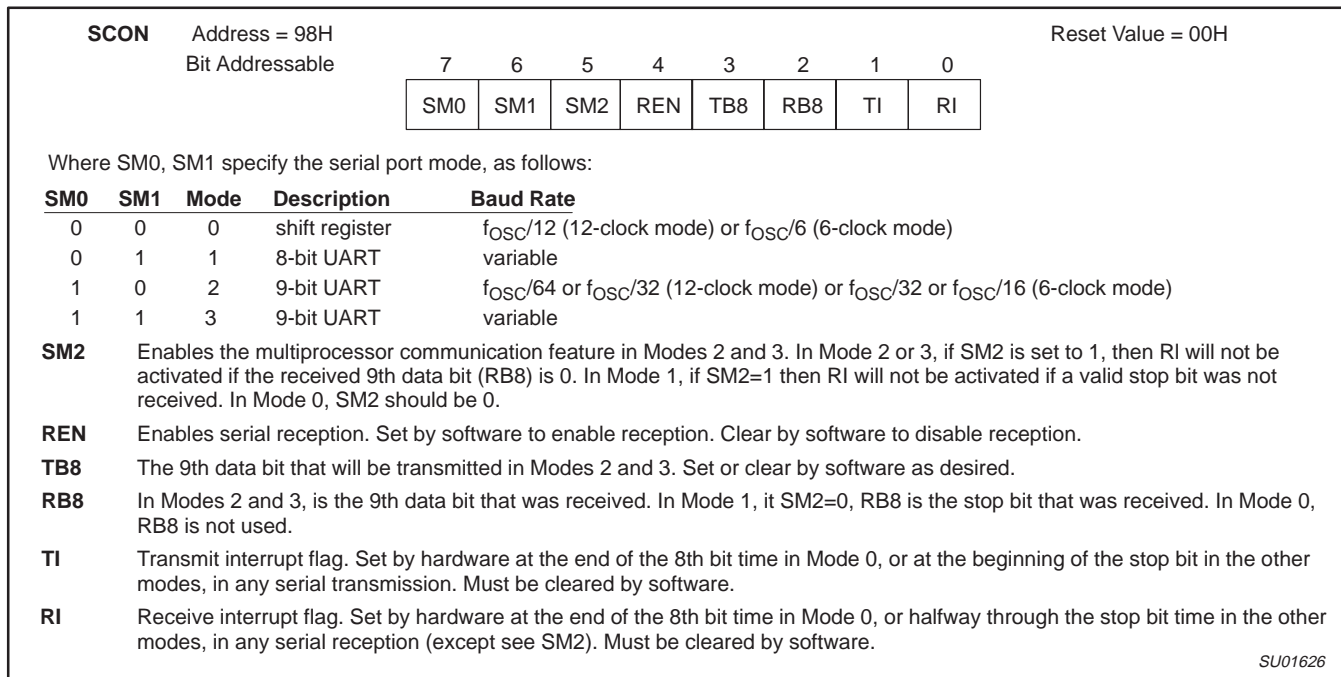 SCON Address = 98H Reset Value = 00H
Bit Addressable 7 6 5 4 3 2 1 0
SM0 SM1 SM2 REN TB8 RB8 TI RI
Where SM0, SM1 specify the serial port mode, as follows:
SM0 SM1 Mode Description Baud Rate
0 0 0 shift register fOSC/12 (12-clock mode) or fOSC/6 (6-clock mode)
0 1 1 8-bit UART variable
1 0 2 9-bit UART fOSC/64 or fOSC/32 (12-clock mode) or fOSC/32 or fOSC/16 (6-clock mode)
1 1 3 9-bit UART variable
SM2 Enables the multiprocessor communication feature in Modes 2 and 3. In Mode 2 or 3, if SM2 is set to 1, then RI will not be
activated if the received 9th data bit (RB8) is 0. In Mode 1, if SM2=1 then RI will not be activated if a valid stop bit was not
received. In Mode 0, SM2 should be 0.
REN Enables serial reception. Set by software to enable reception. Clear by software to disable reception.
TB8 The 9th data bit that will be transmitted in Modes 2 and 3. Set or clear by software as desired.
RB8 In Modes 2 and 3, is the 9th data bit that was received. In Mode 1, it SM2=0, RB8 is the stop bit that was received. In Mode 0,
RB8 is not used.
TI Transmit interrupt flag. Set by hardware at the end of the 8th bit time in Mode 0, or at the beginning of the stop bit in the other
modes, in any serial transmission. Must be cleared by software.
RI Receive interrupt flag. Set by hardware at the end of the 8th bit time in Mode 0, or halfway through the stop bit time in the other
modes, in any serial reception (except see SM2). Must be cleared by software.
SU01626